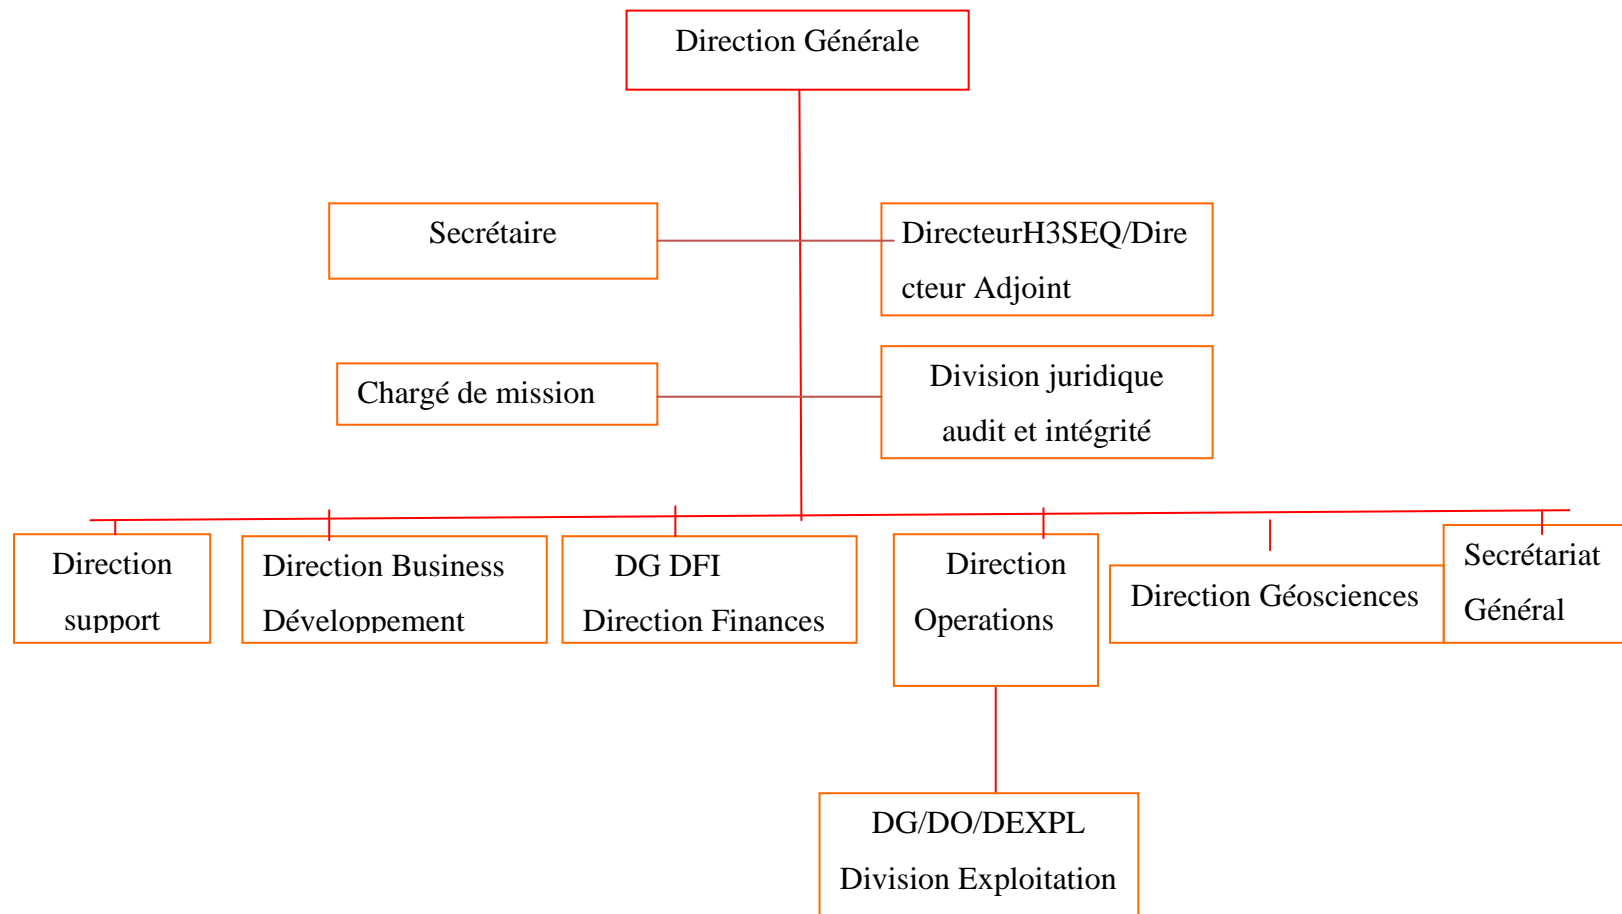 Direction Générale
Secrétaire
DirecteurH3SEQ/Dire
cteur Adjoint
Chargé de mission
Division juridique
audit et intégrité
Direction
support
Direction Business
Développement
DG DFI
Direction Finances
Direction
Operations
Direction Géosciences
Secrétariat
Général
DG/DO/DEXPL
Division Exploitation